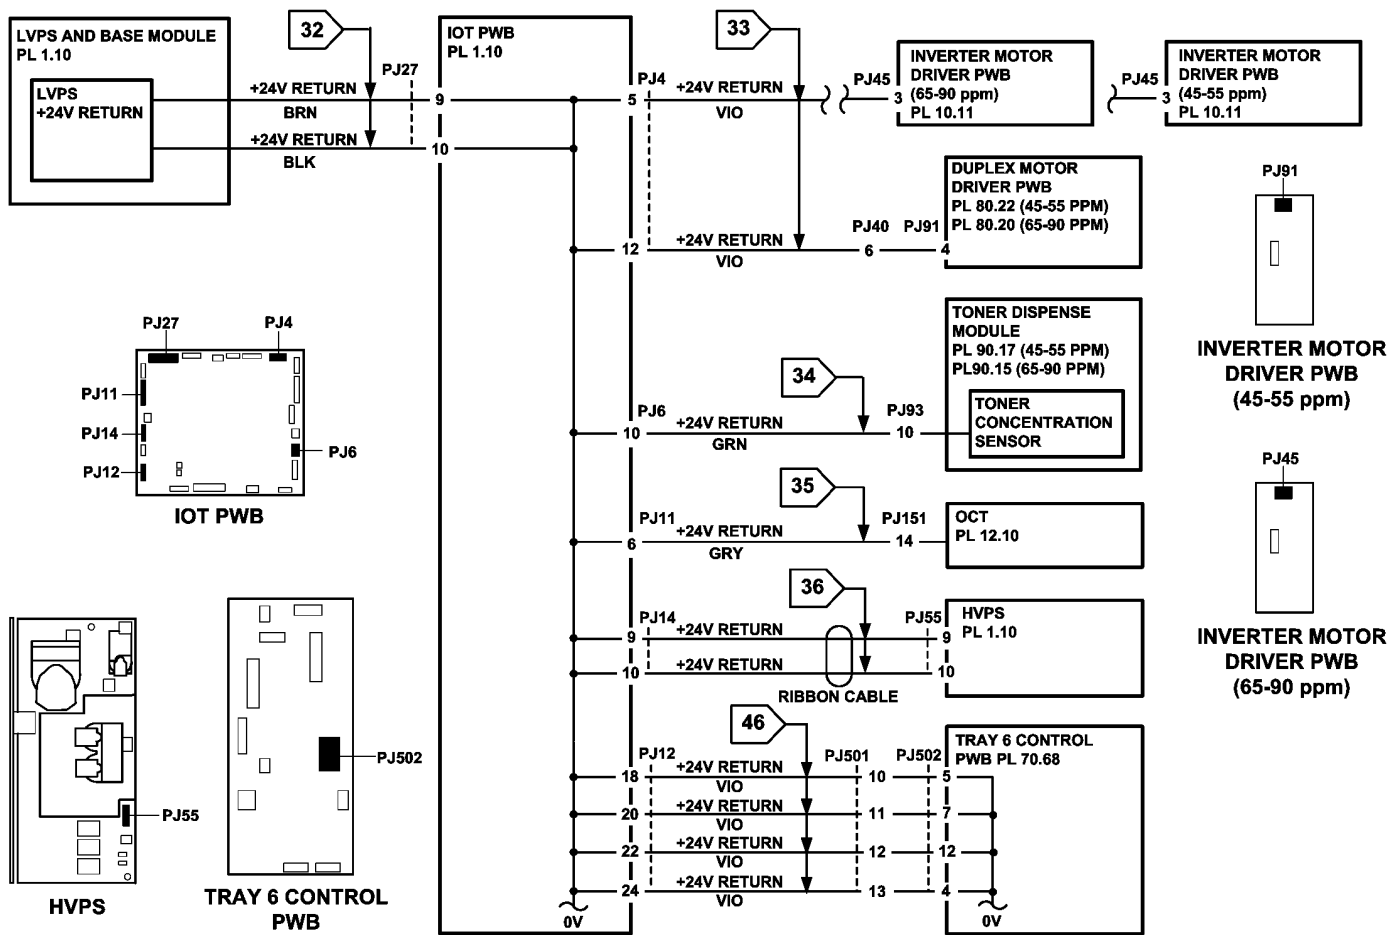 LVPS AND BASE MODULE
PL 1.10
LVPS
+24V RETURN
32
+24V RETURN
BRN
+24V RETURN
BLK
PJ27
9
10
IOT PWB
PL 1.10
33
PJ4
5
+24V RETURN
VIO
PJ45
3
INVERTER MOTOR
DRIVER PWB
(65-90 ppm)
PL 10.11
PJ45
3
INVERTER MOTOR
DRIVER PWB
(45-55 ppm)
PL 10.11
12
+24V RETURN
VIO
PJ40
6
PJ91
4
DUPLEX MOTOR
DRIVER PWB
PL 80.22 (45-55 PPM)
PL 80.20 (65-90 PPM)
PJ91
INVERTER MOTOR
DRIVER PWB
(45-55 ppm)
34
PJ6
10
+24V RETURN
GRN
PJ93
10
TONER DISPENSE
MODULE
PL 90.17 (45-55 PPM)
PL90.15 (65-90 PPM)
TONER
CONCENTRATION
SENSOR
PJ27
PJ4
PJ11
PJ14
PJ12
PJ6
IOT PWB
35
PJ11
6
+24V RETURN
GRY
PJ151
14
OCT
PL 12.10
PJ45
INVERTER MOTOR
DRIVER PWB
(65-90 ppm)
36
PJ14
9
+24V RETURN
10
+24V RETURN
RIBBON CABLE
PJ55
9
10
HVPS
PL 1.10
46
PJ12
18
+24V RETURN
VIO
20
+24V RETURN
VIO
22
+24V RETURN
VIO
24
+24V RETURN
VIO
0V
PJ501
10
11
12
13
PJ502
5
7
12
4
TRAY 6 CONTROL
PWB PL 70.68
0V
PJ55
HVPS
PJ502
TRAY 6 CONTROL
PWB